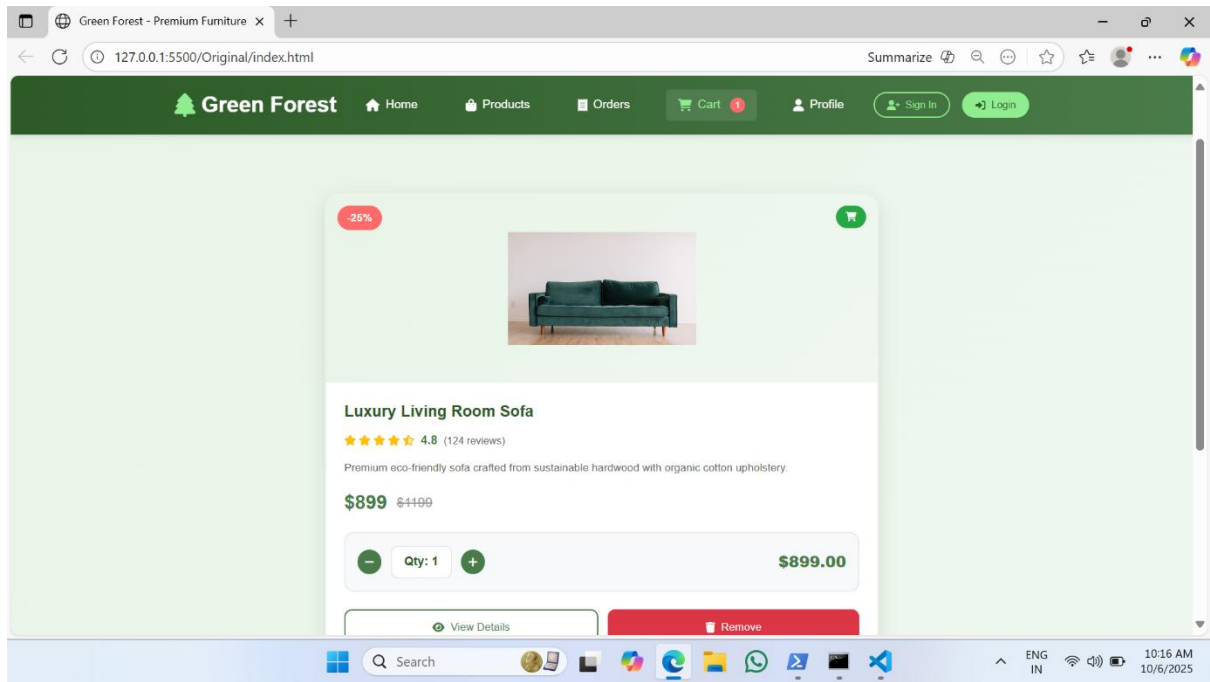 Green Forest - Premium Furniture
127.0.0.1:5500/Original/index.html Summarize
Green Forest Home Products Orders Cart 1 Profile Sign In Login
-25%
Luxury Living Room Sofa
4.8 (124 reviews)
Premium eco-friendly sofa crafted from sustainable hardwood with organic cotton upholstery.
$899 $1199
Qty: 1 $899.00
View Details Remove
Search ENG 10:16 AM
IN 10/6/2025